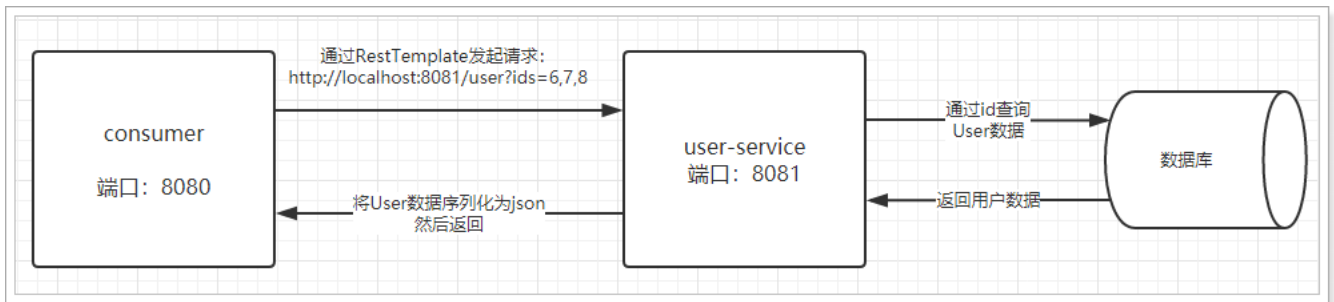 通过RestTemplate发起请求：
http://localhost:8081/user?ids=6,7,8
consumer
端口：8080
将User数据序列化为json
然后返回
user-service
端口：8081
通过id查询
User数据
返回用户数据
数据库